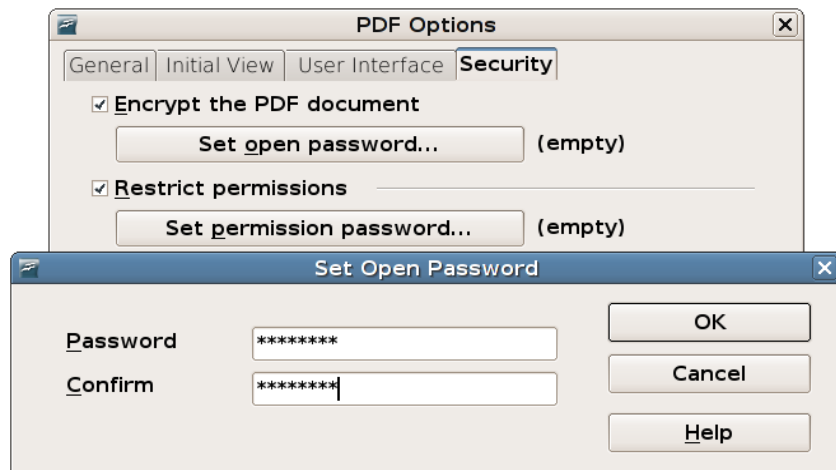 PDF Options
General Initial View User Interface Security
Encrypt the PDF document
Set open password... (empty)
Restrict permissions
Set permission password... (empty)
Set Open Password
Password ********
Confirm ********
OK
Cancel
Help